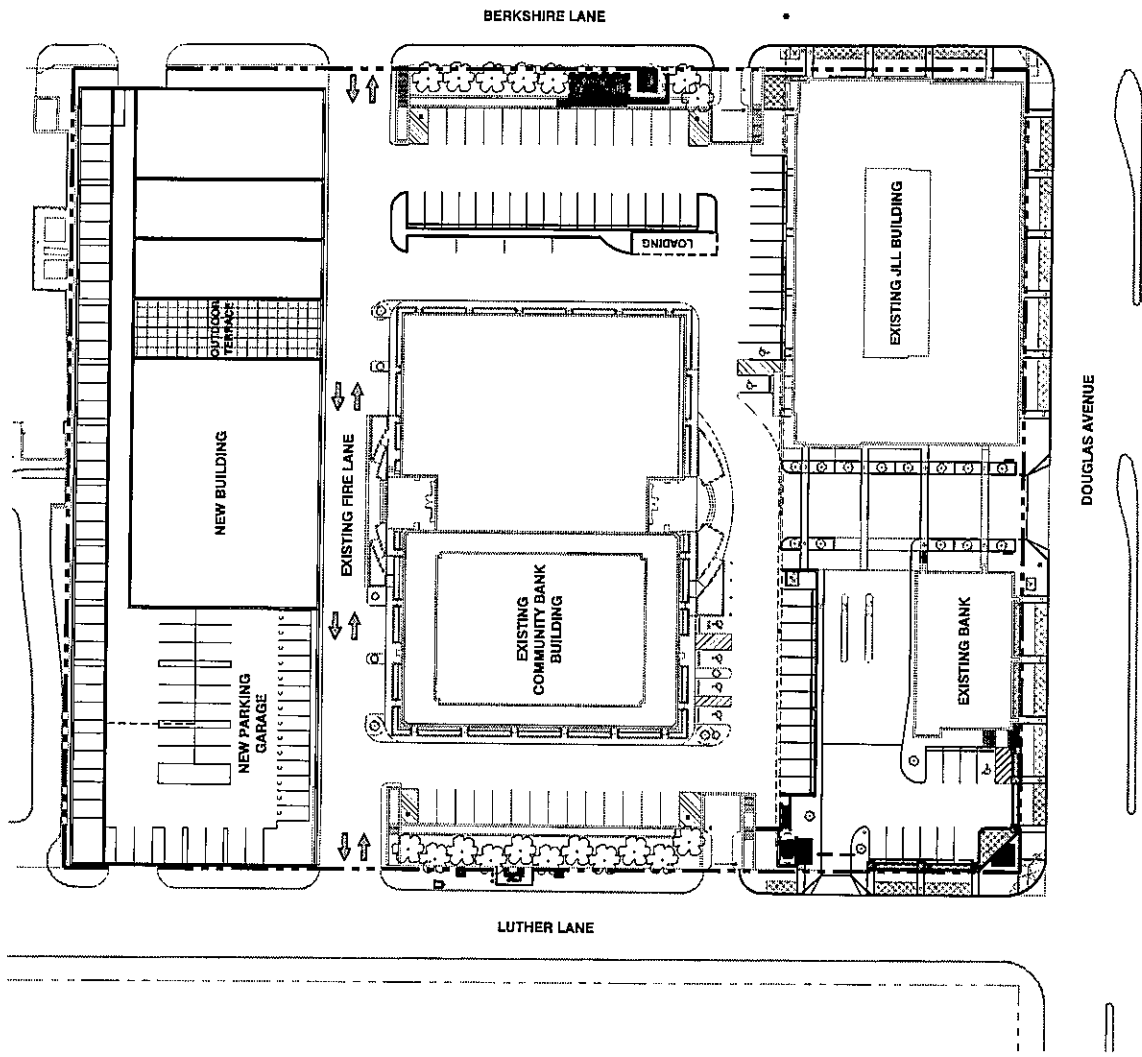 BERKSHIRE LANE
LOADING
EXISTING JLL BUILDING
OUTDOOR
TERRACE
DOUGLAS AVENUE
NEW BUILDING
EXISTING FIRE LANE
EXISTING
COMMUNITY BANK
BUILDING
EXISTING BANK
NEW PARKING
GARAGE
LUTHER LANE